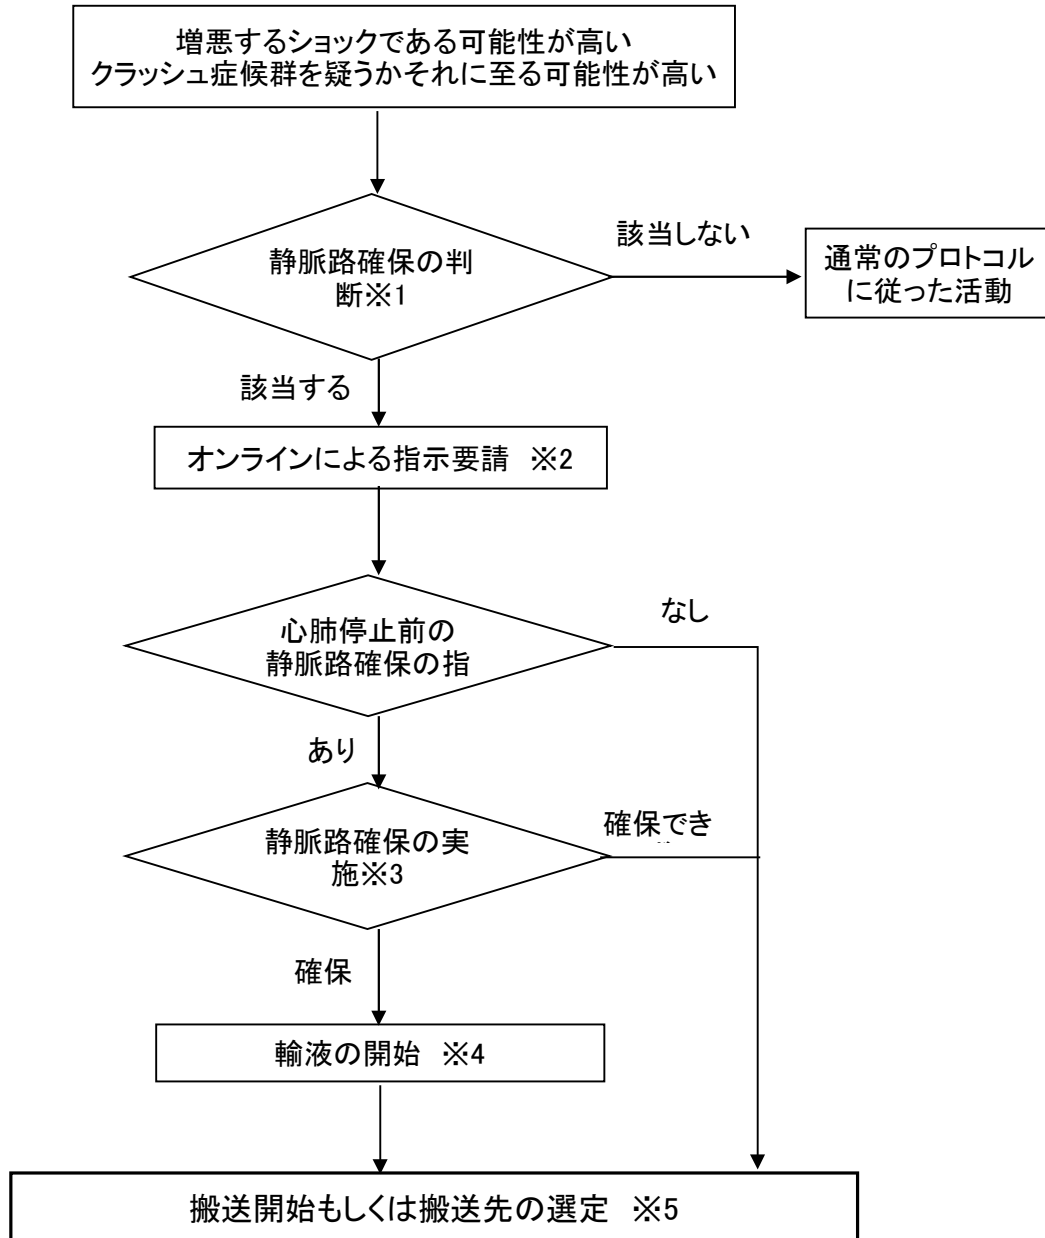 増悪するショックである可能性が高い
クラッシュ症候群を疑うかそれに至る可能性が高い
静脈路確保の判
断※1
該当しない
通常のプロトコル
に従った活動
該当する
オンラインによる指示要請 ※2
心肺停止前の
静脈路確保の指
なし
あり
静脈路確保の実
施※3
確保でき
確保
輸液の開始 ※4
搬送開始もしくは搬送先の選定 ※5